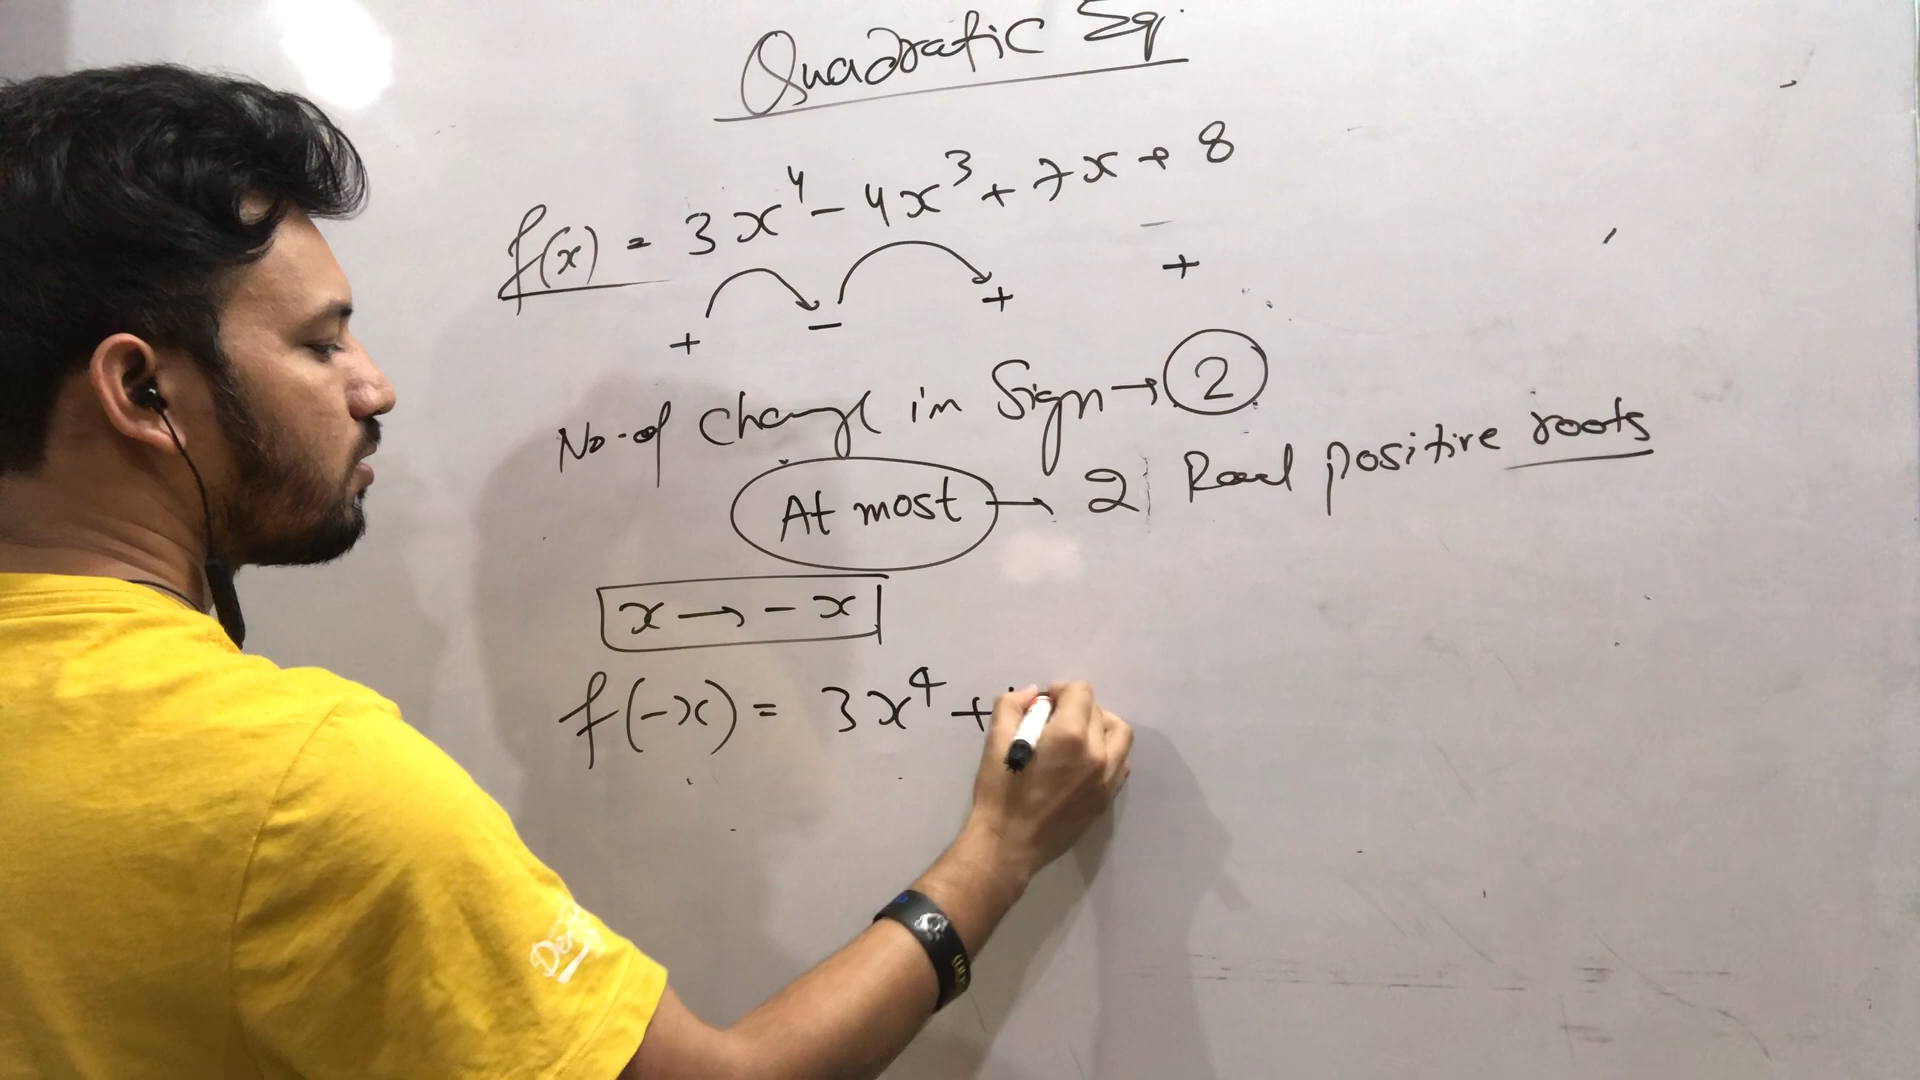 Quadratic Eq.
f(x) = 3x⁴ - 4x³ + 7x + 8
+ - + +
No. of change in Sign → 2
At most → 2 Real positive roots
x → - x
f(-x) = 3x⁴ +